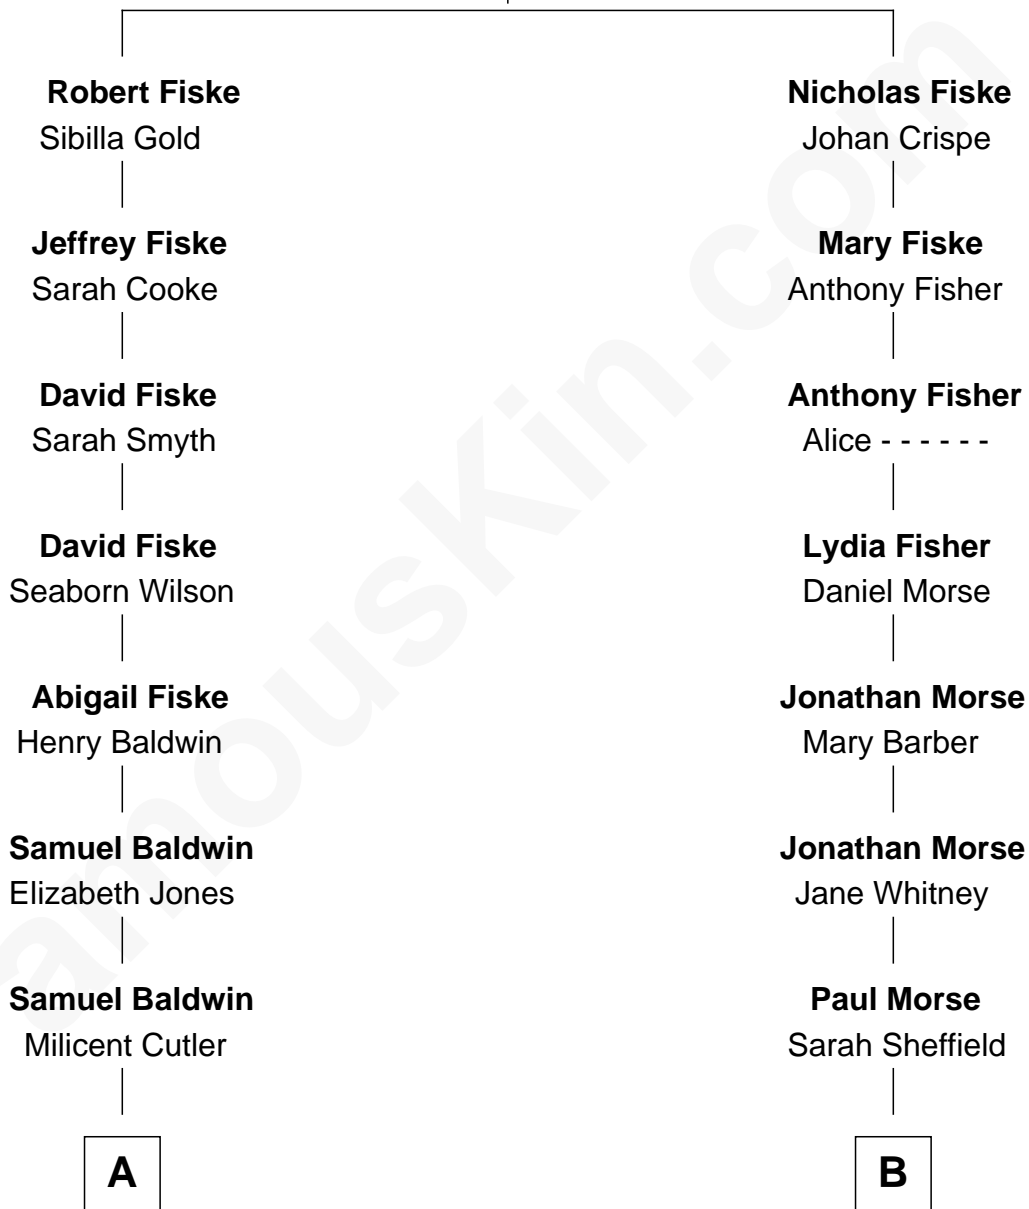 Robert Fiske
Sibilla Gold
Nicholas Fiske
Johan Crispe
Jeffrey Fiske
Sarah Cooke
Mary Fiske
Anthony Fisher
David Fiske
Sarah Smyth
Anthony Fisher
Alice - - - - - -
David Fiske
Seaborn Wilson
Lydia Fisher
Daniel Morse
Abigail Fiske
Henry Baldwin
Jonathan Morse
Mary Barber
Samuel Baldwin
Elizabeth Jones
Jonathan Morse
Jane Whitney
Samuel Baldwin
Milicent Cutler
Paul Morse
Sarah Sheffield
A
B
amouskin.com